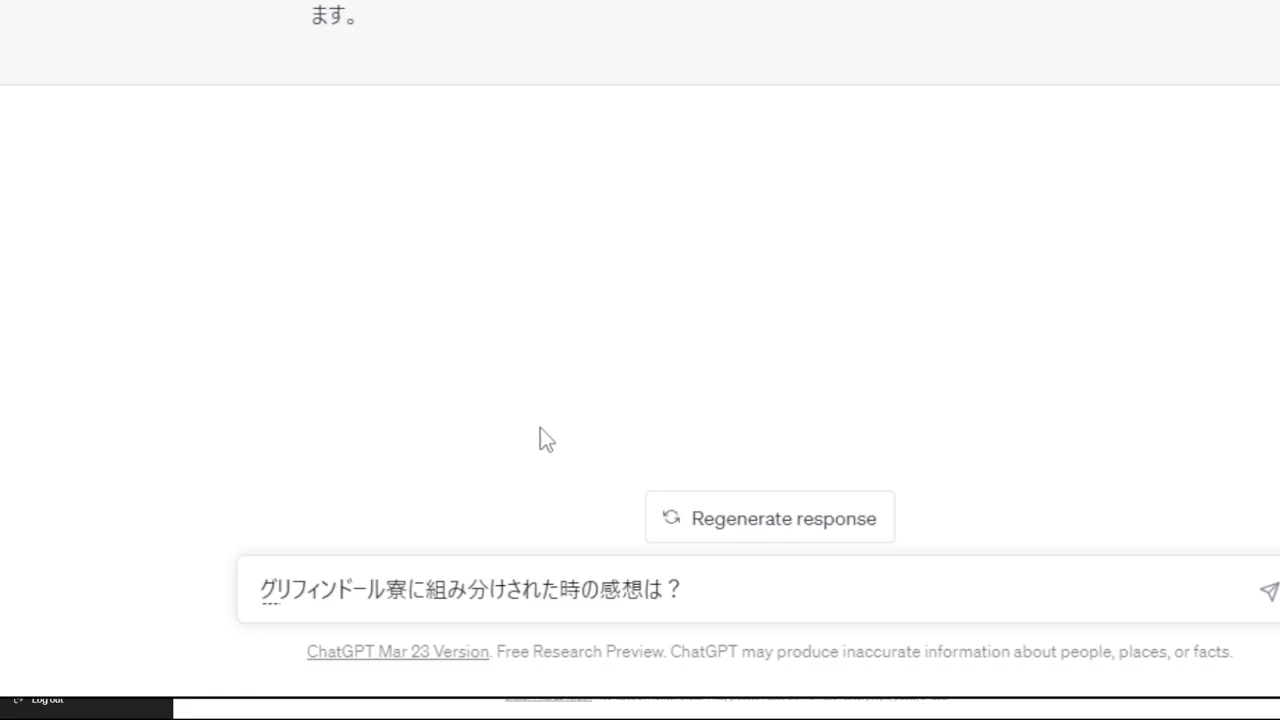 ます。
Regenerate response
グリフィンドール寮に組み分けされた時の感想は？
ChatGPT Mar 23 Version. Free Research Preview. ChatGPT may produce inaccurate information about people, places, or facts.
Log out